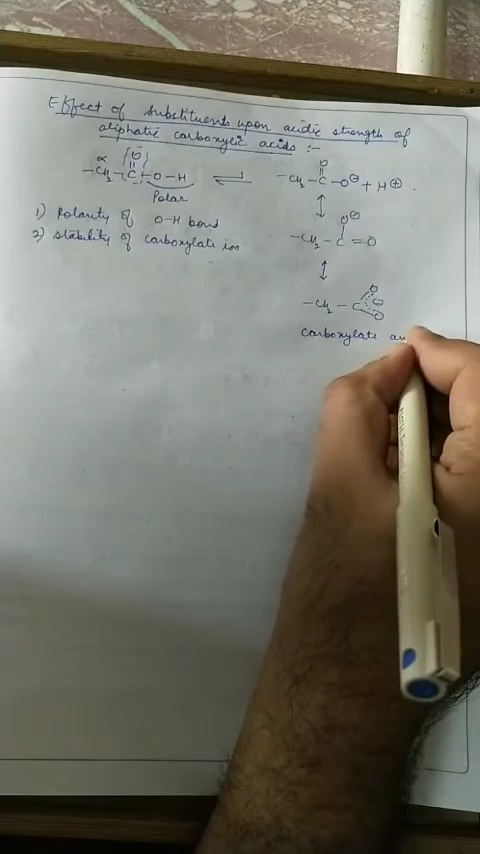 Effect of Substituents upon acidic strength of
aliphatic carboxylic acids :-
α
O O
-CH2-C-O-H ⇌ -CH2-C-O⊖ + H⊕
Polar
1) Polarity of O-H bond
2) Stability of carboxylate ion
O⊖
-CH2-C=O
O
-CH2-C ⊖
O
carboxylate an